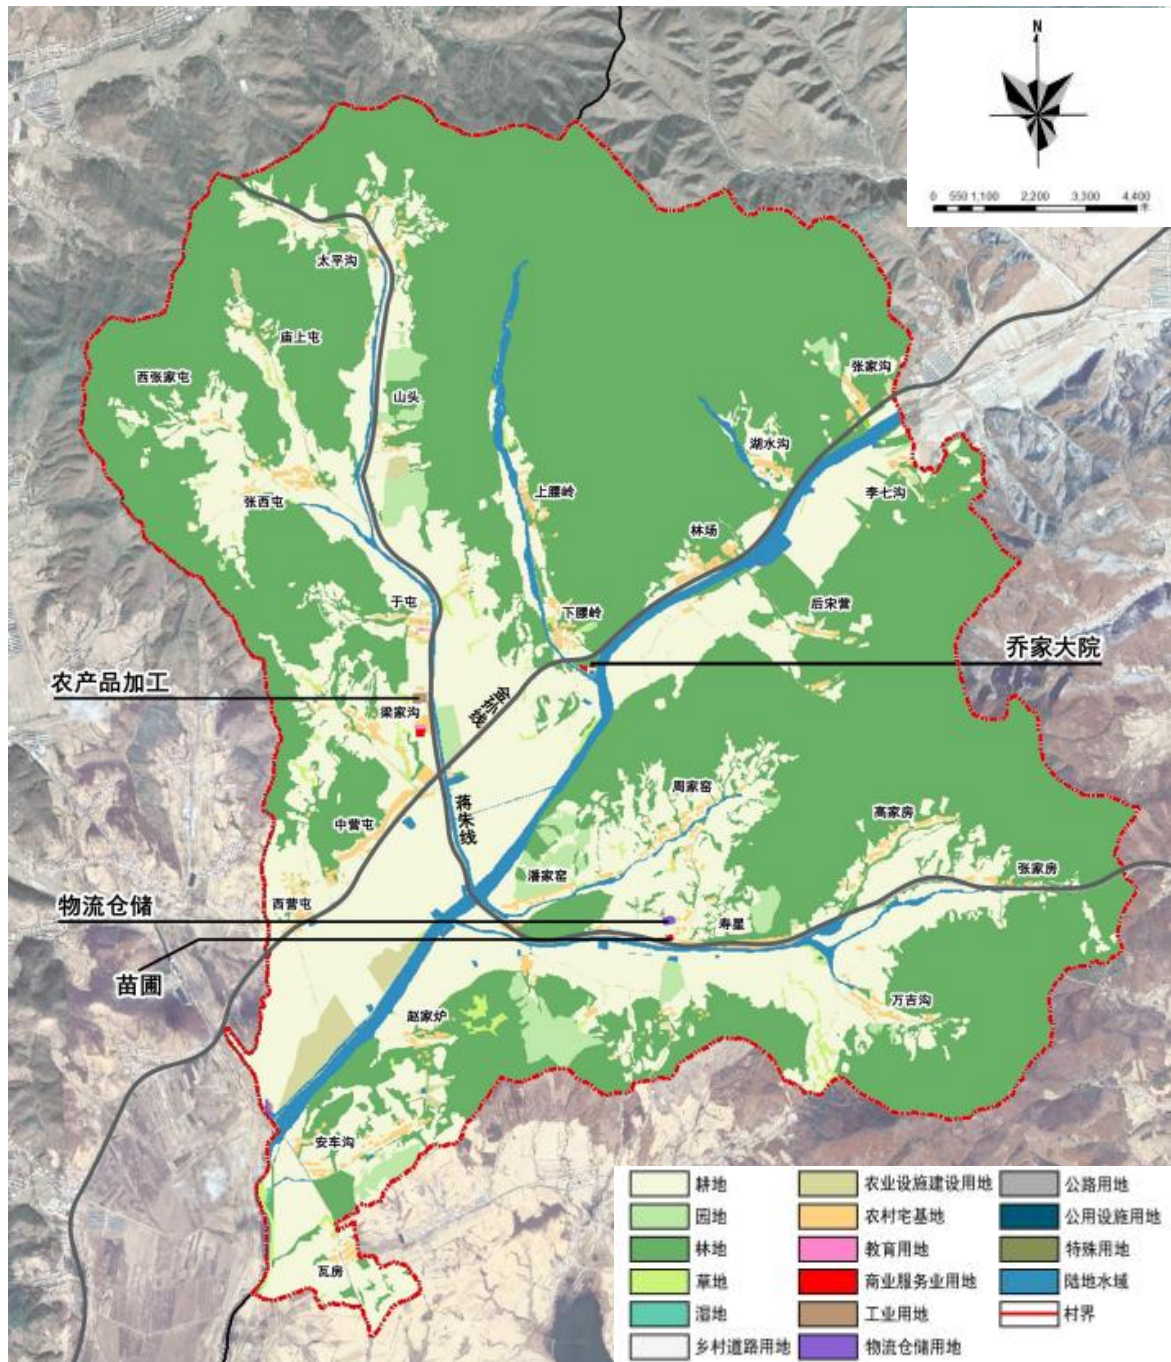 N
0 550 1,100 2,200 3,300 4,400
米
太平沟
庙上屯
西张家屯
山头
张家沟
湖水沟
张西屯
上腰岭
李七沟
林场
于屯
下腰岭
后宋营
乔家大院
农产品加工
梁家沟
金孙线
周家窑
中营屯
蒋朱线
高家房
潘家窑
张家房
物流仓储
西营屯
寿星
苗圃
万吉沟
赵家炉
安车沟
瓦房
耕地
农业设施建设用地
公路用地
园地
农村宅基地
公用设施用地
林地
教育用地
特殊用地
草地
商业服务业用地
陆地水域
湿地
工业用地
村界
乡村道路用地
物流仓储用地